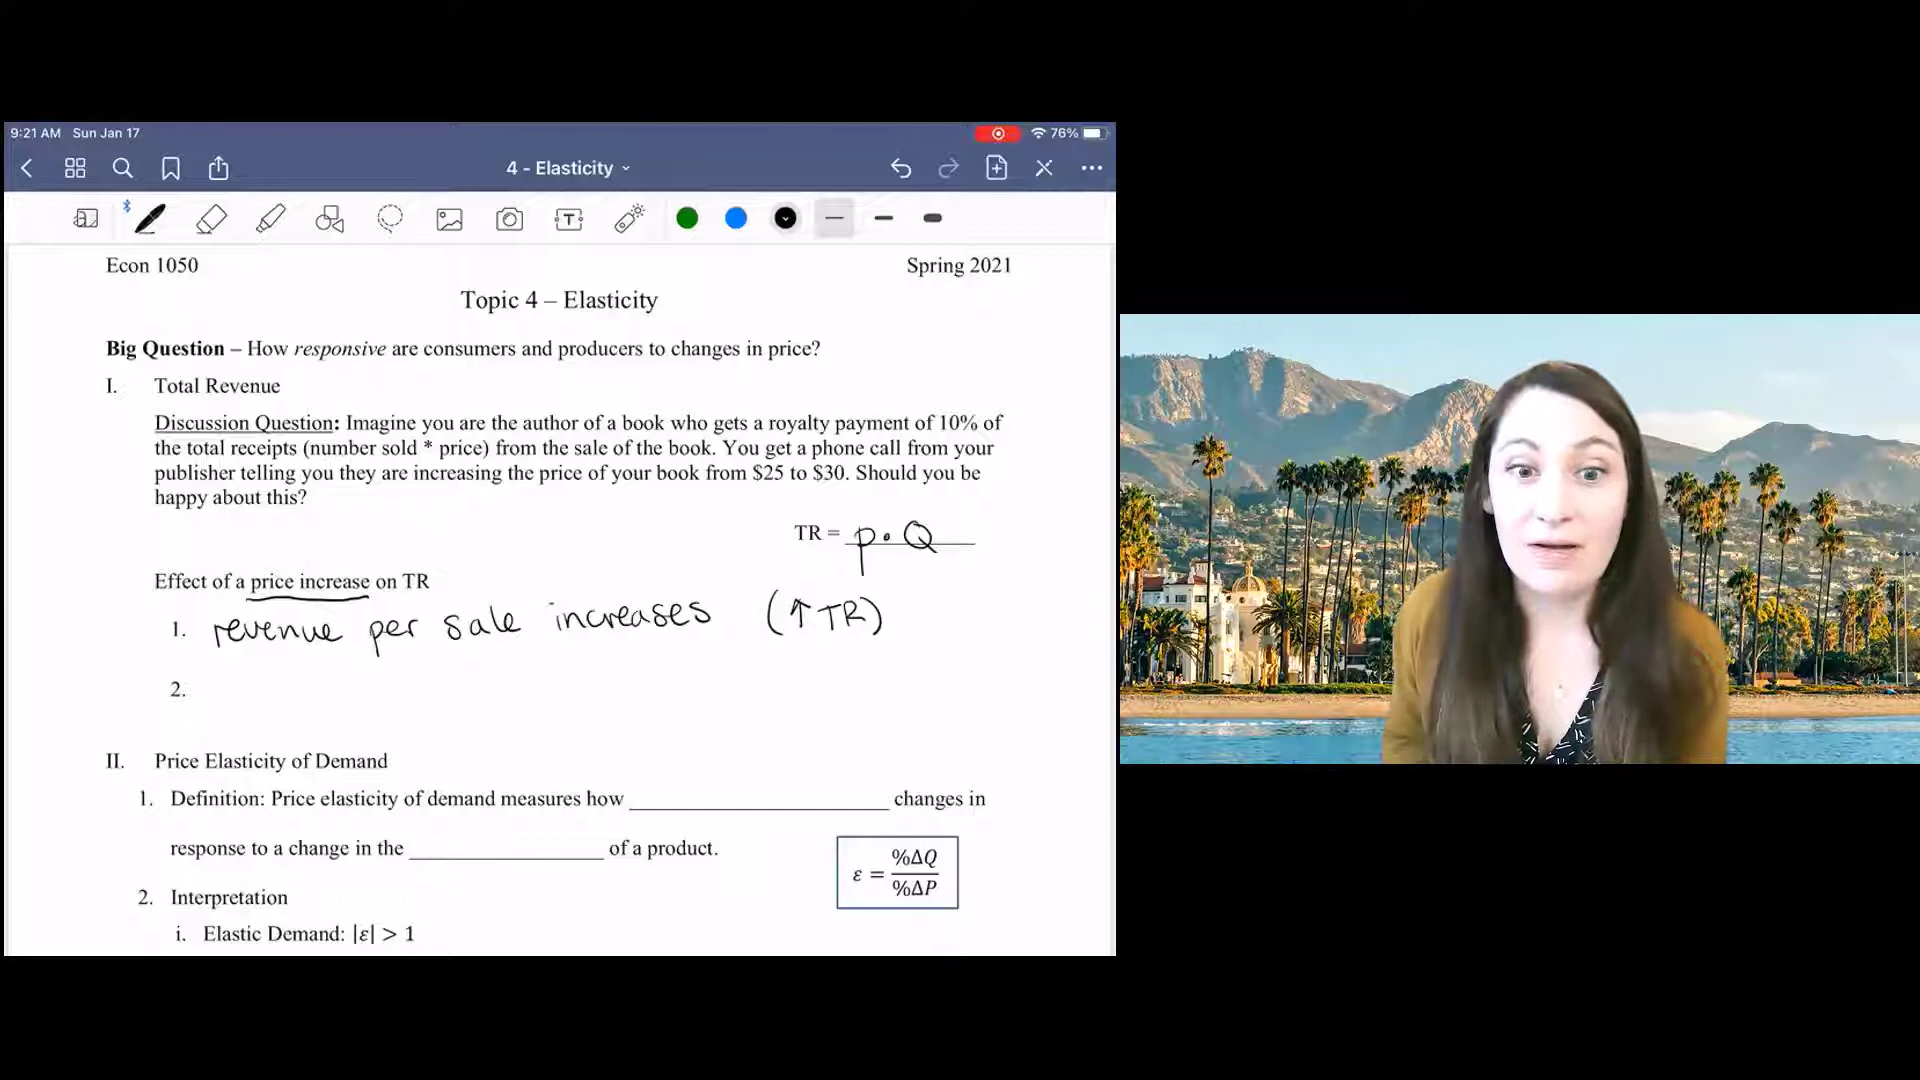 9:21 AM Sun Jan 17
76%
4 - Elasticity
T
Econ 1050 Spring 2021
Topic 4 – Elasticity
Big Question – How responsive are consumers and producers to changes in price?
I. Total Revenue
Discussion Question: Imagine you are the author of a book who gets a royalty payment of 10% of
the total receipts (number sold * price) from the sale of the book. You get a phone call from your
publisher telling you they are increasing the price of your book from $25 to $30. Should you be
happy about this?
TR = p • Q
Effect of a price increase on TR
1. revenue per sale increases (↑ TR)
2.
II. Price Elasticity of Demand
1. Definition: Price elasticity of demand measures how ________________________ changes in
response to a change in the __________________ of a product.
ε = %ΔQ / %ΔP
2. Interpretation
i. Elastic Demand: |ε| > 1